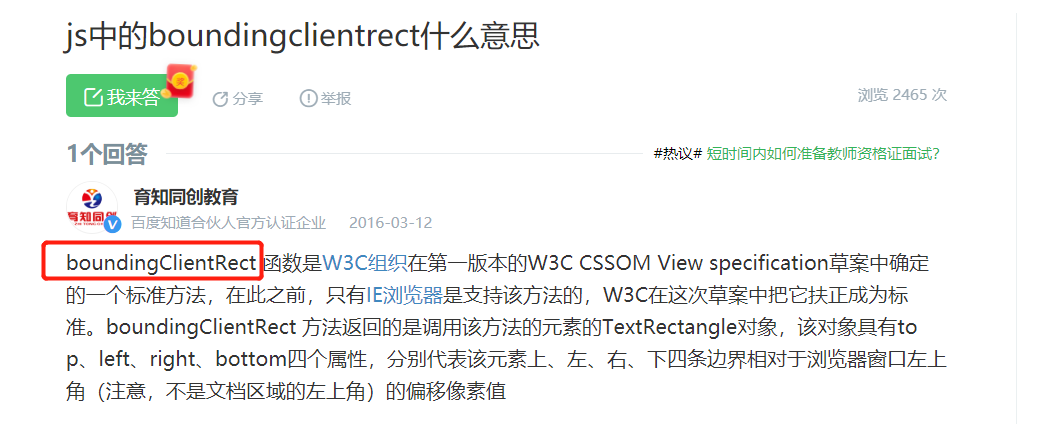 js中的boundingclientrect什么意思
我来答
分享
举报
浏览 2465 次
1个回答
#热议# 短时间内如何准备教师资格证面试?
育知同创教育
百度知道合伙人官方认证企业 2016-03-12
boundingClientRect 函数是W3C组织在第一版本的W3C CSSOM View specification草案中确定
的一个标准方法，在此之前，只有IE浏览器是支持该方法的，W3C在这次草案中把它扶正成为标
准。boundingClientRect 方法返回的是调用该方法的元素的TextRectangle对象，该对象具有to
p、left、right、bottom四个属性，分别代表该元素上、左、右、下四条边界相对于浏览器窗口左上
角（注意，不是文档区域的左上角）的偏移像素值